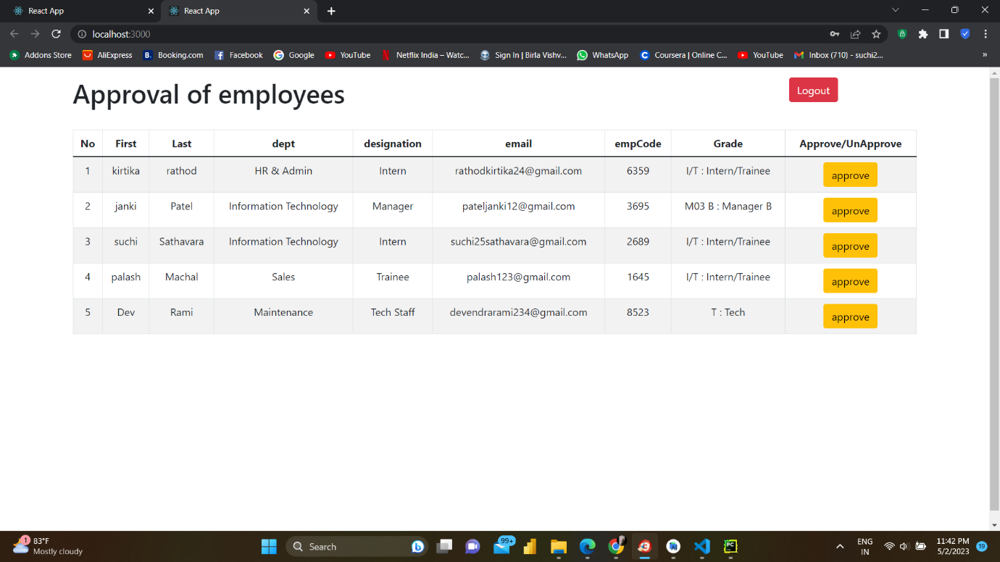 React App
React App
localhost:3000
Addons Store AliExpress B. Booking.com Facebook Google YouTube Netflix India – Watc... Sign In | Birla Vishv... WhatsApp Coursera | Online C... YouTube Inbox (710) - suchi2... »
Approval of employees
Logout
No First Last dept designation email empCode Grade Approve/UnApprove
1 kirtika rathod HR & Admin Intern rathodkirtika24@gmail.com 6359 I/T : Intern/Trainee approve
2 janki Patel Information Technology Manager pateljanki12@gmail.com 3695 M03 B : Manager B approve
3 suchi Sathavara Information Technology Intern suchi25sathavara@gmail.com 2689 I/T : Intern/Trainee approve
4 palash Machal Sales Trainee palash123@gmail.com 1645 I/T : Intern/Trainee approve
5 Dev Rami Maintenance Tech Staff devendrarami234@gmail.com 8523 T : Tech approve
1 83°F
Mostly cloudy
Search
99+
PC
ENG
IN
11:42 PM
5/2/2023
19